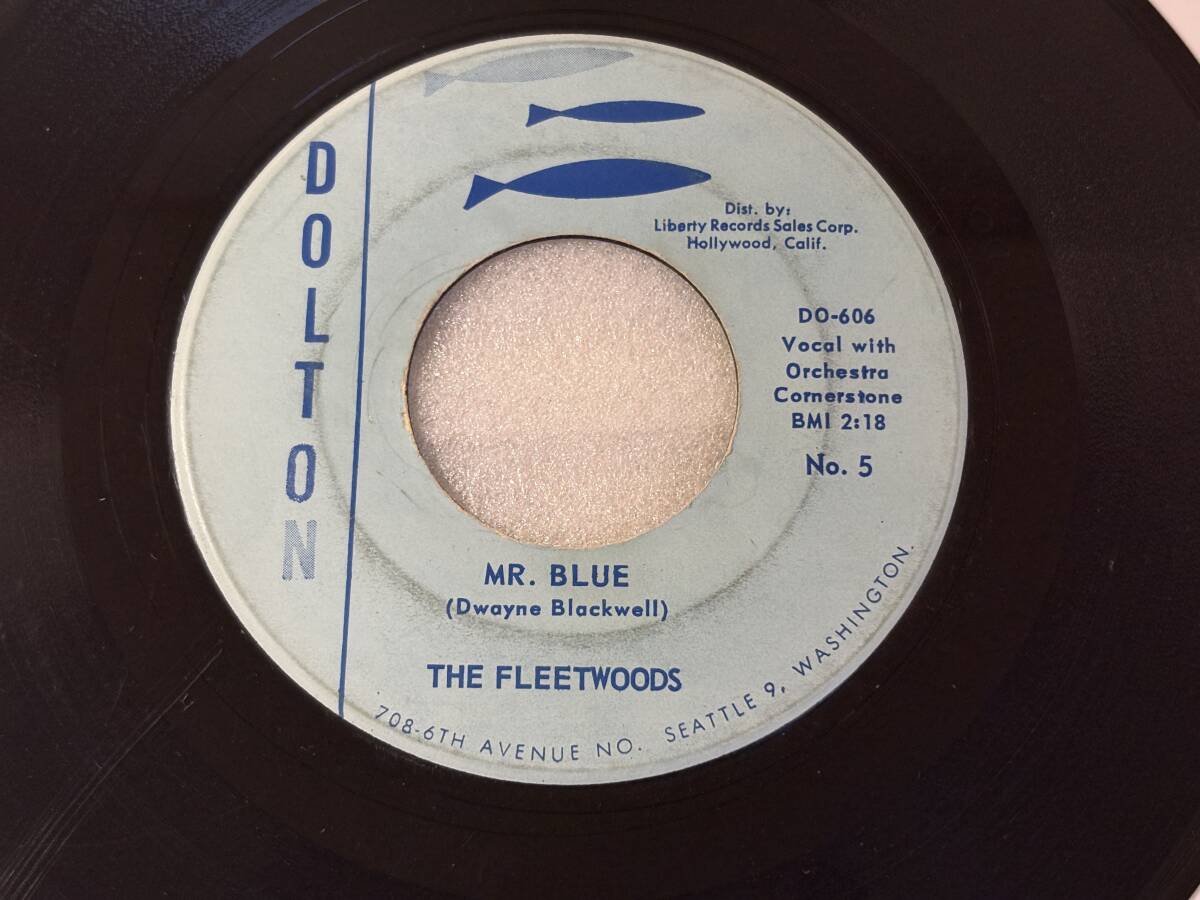 DOLTON
Dist. by:
Liberty Records Sales Corp.
Hollywood, Calif.
DO-606
Vocal with
Orchestra
Cornerstone
BMI 2:18
No. 5
MR. BLUE
(Dwayne Blackwell)
THE FLEETWOODS
708-6TH AVENUE NO. SEATTLE 9, WASHINGTON.